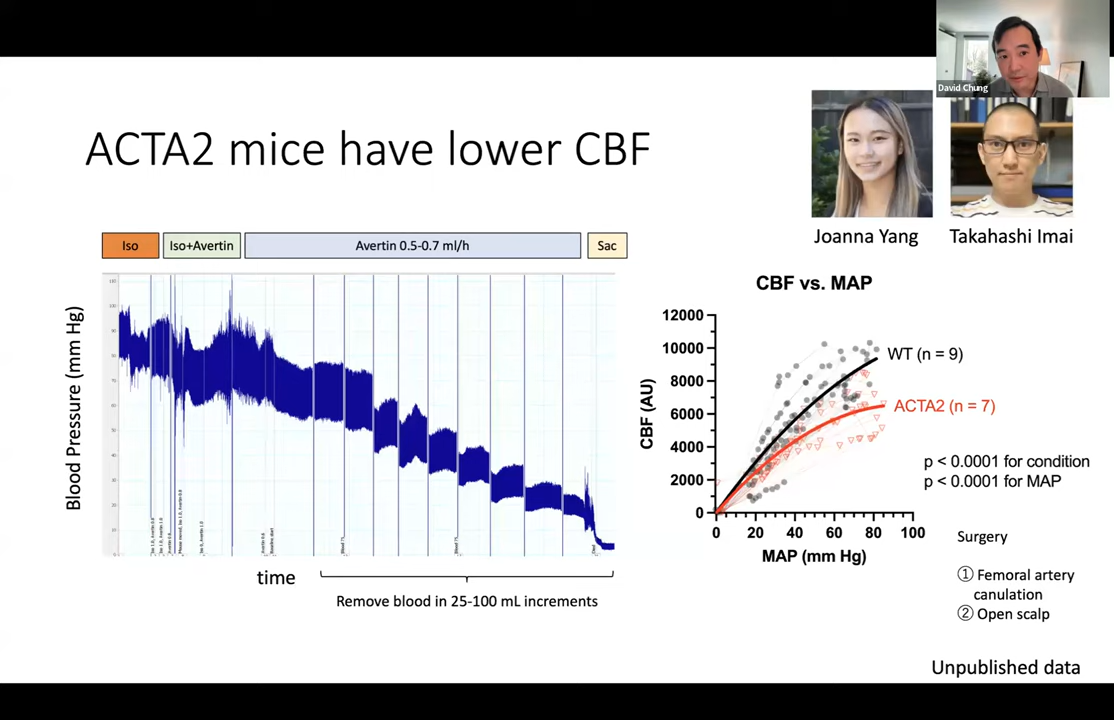 David Chung
ACTA2 mice have lower CBF
Joanna Yang
Takahashi Imai
Iso
Iso+Avertin
Avertin 0.5-0.7 ml/h
Sac
Blood Pressure (mm Hg)
time
Remove blood in 25-100 mL increments
CBF vs. MAP
CBF (AU)
12000
10000
8000
6000
4000
2000
0
0 20 40 60 80 100
MAP (mm Hg)
WT (n = 9)
ACTA2 (n = 7)
p < 0.0001 for condition
p < 0.0001 for MAP
Surgery
① Femoral artery
canulation
② Open scalp
Unpublished data